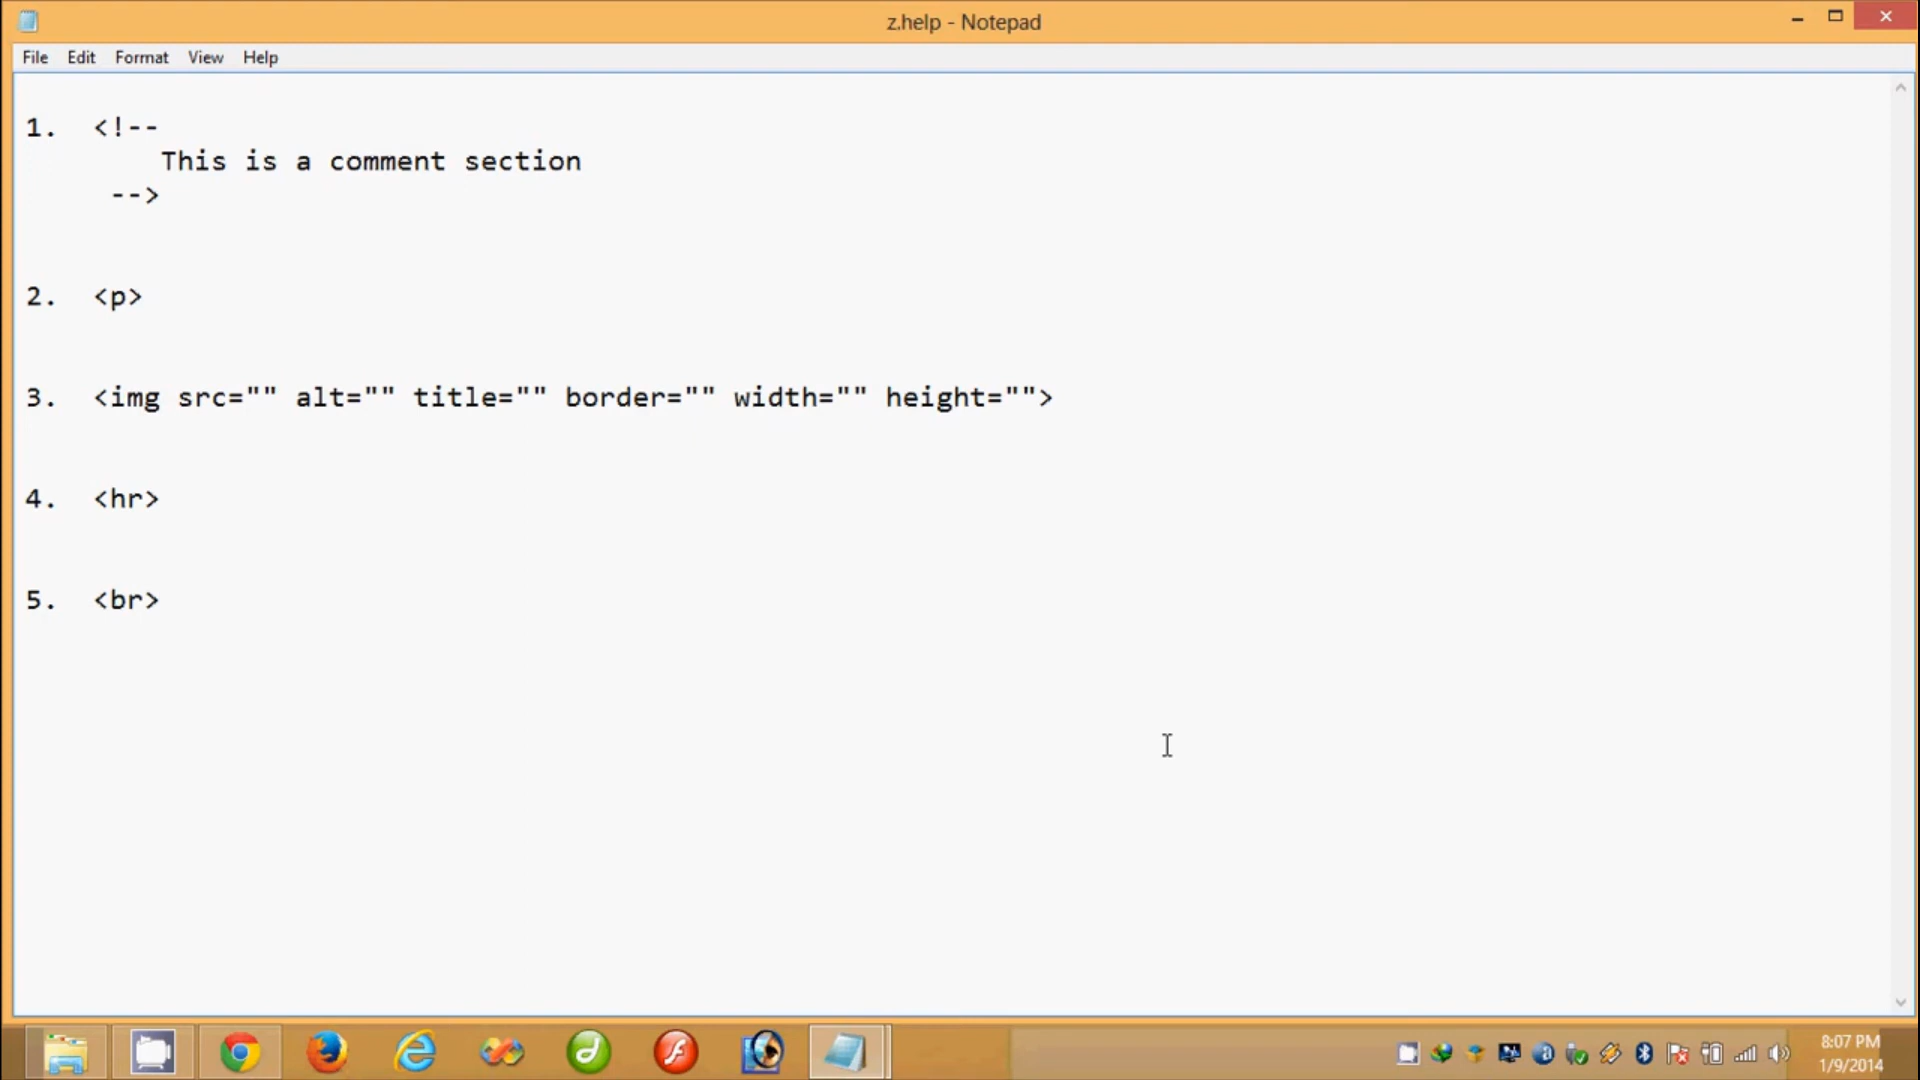 z.help - Notepad
File Edit Format View Help
1. <!--
This is a comment section
-->
2. <p>
3. <img src="" alt="" title="" border="" width="" height="">
4. <hr>
5. <br>
8:07 PM
1/9/2014